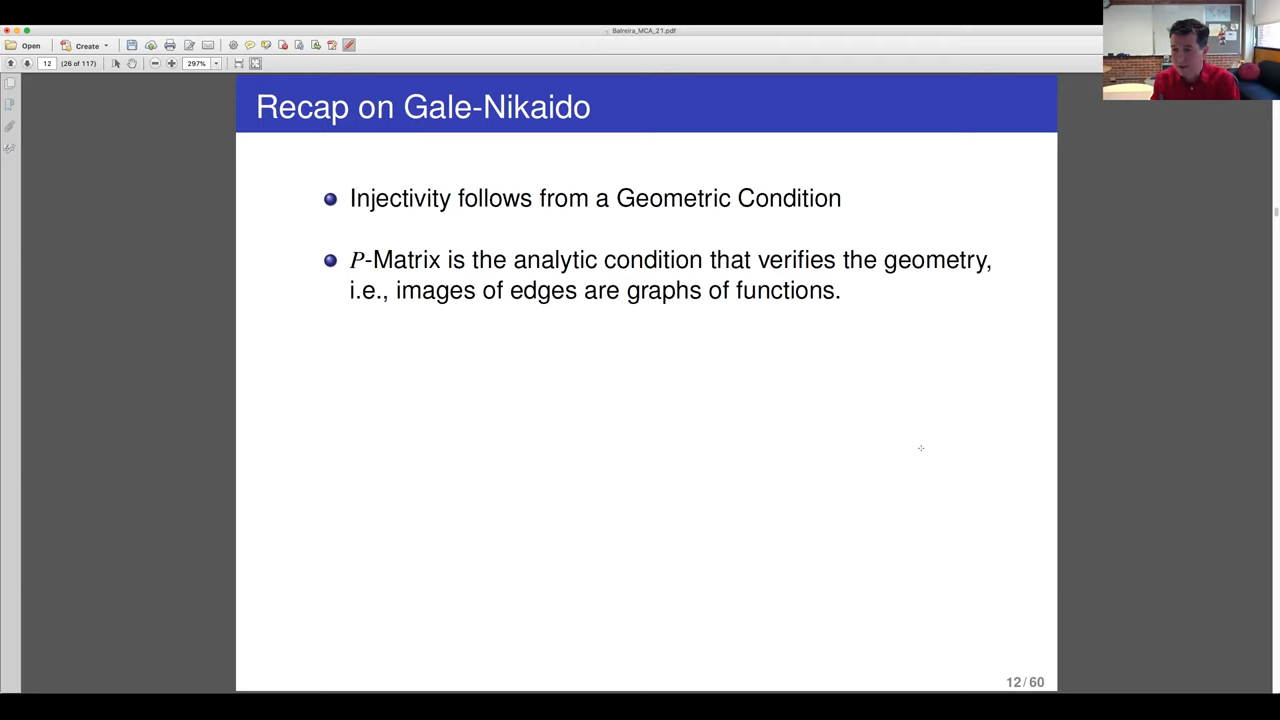 Balreira_MCA_21.pdf
Open
Create
12
(26 of 117)
297%
Recap on Gale-Nikaido
Injectivity follows from a Geometric Condition
P-Matrix is the analytic condition that verifies the geometry,
i.e., images of edges are graphs of functions.
12/60